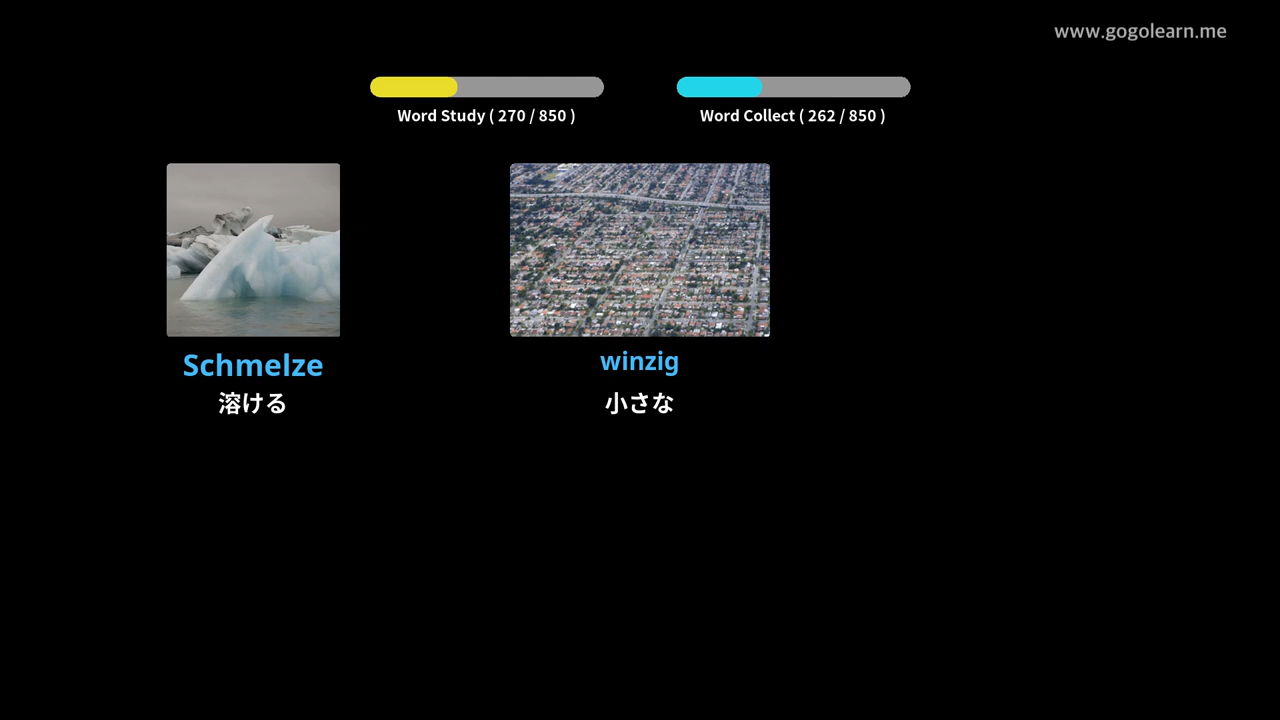 www.gogolearn.me
Word Study ( 270 / 850 )
Word Collect ( 262 / 850 )
Schmelze
溶ける
winzig
小さな